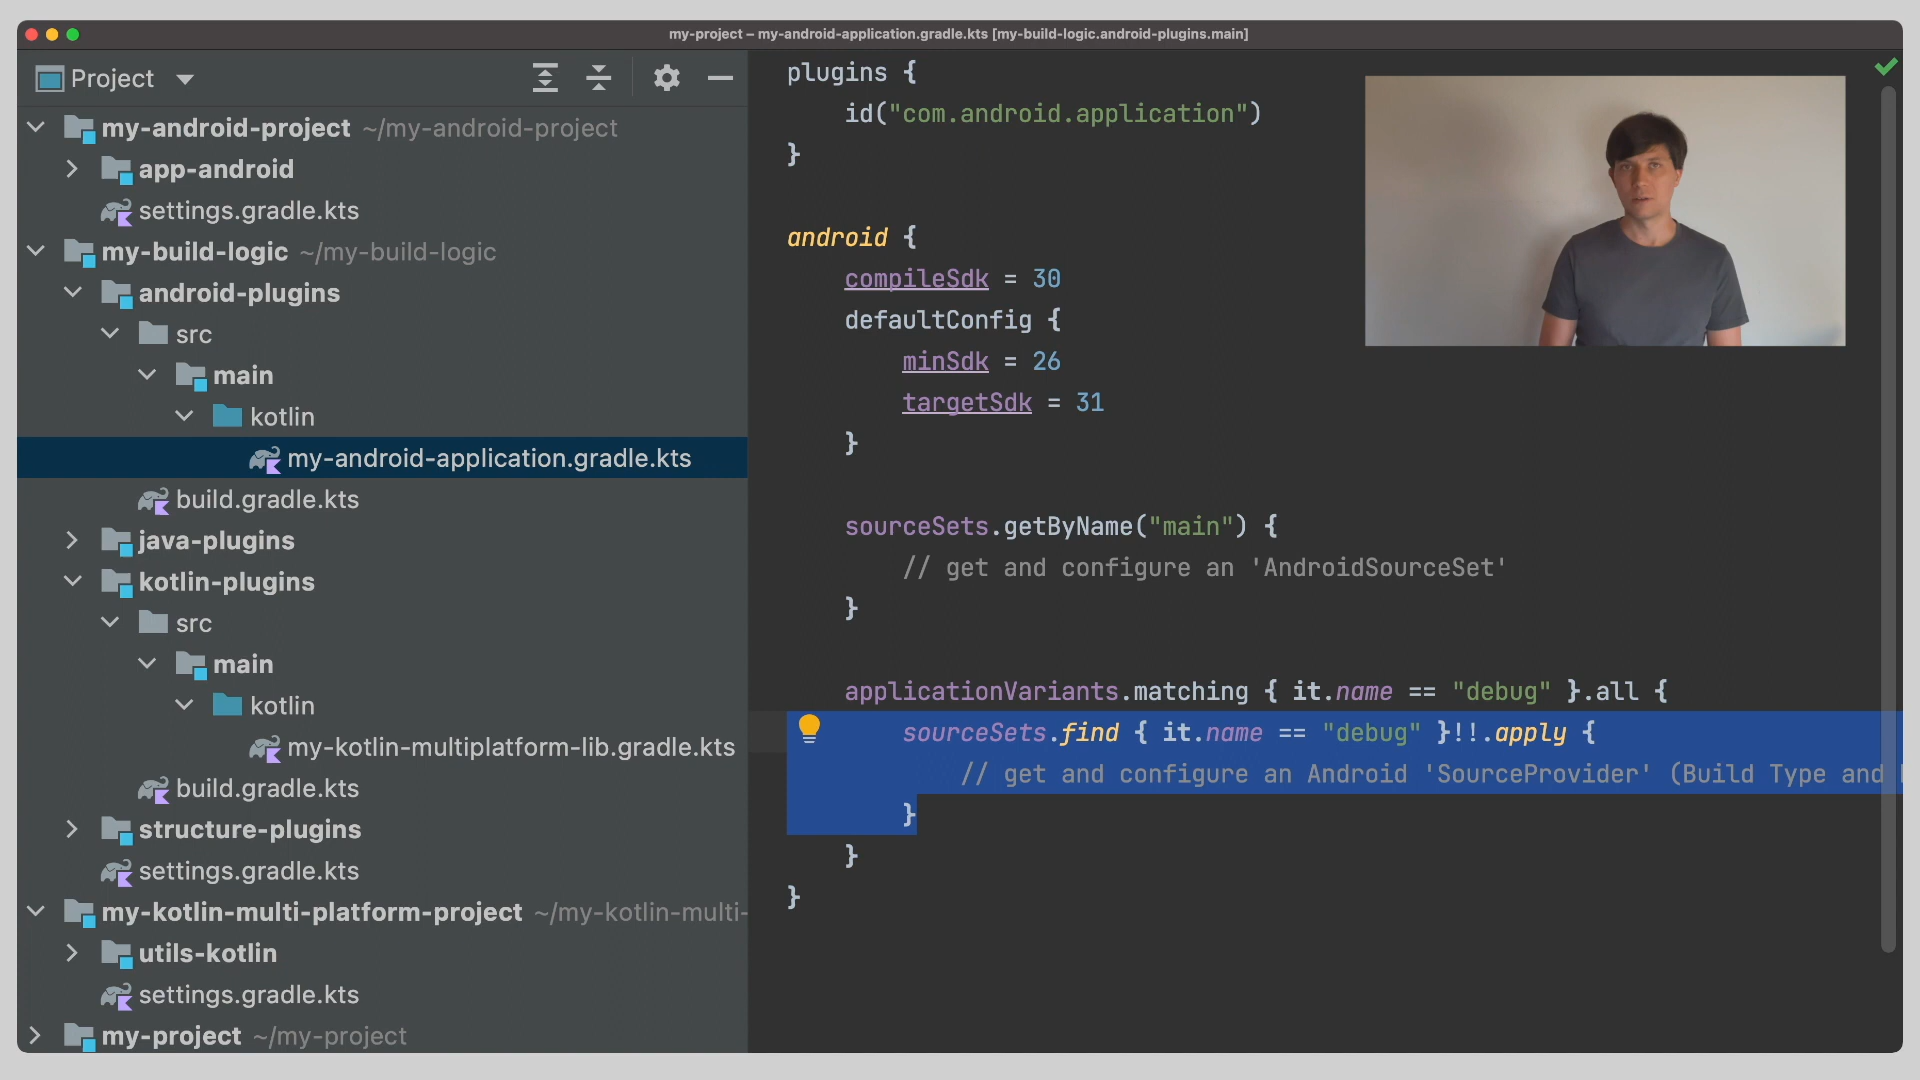 my-project – my-android-application.gradle.kts [my-build-logic.android-plugins.main]
Project
my-android-project ~/my-android-project
app-android
settings.gradle.kts
my-build-logic ~/my-build-logic
android-plugins
src
main
kotlin
my-android-application.gradle.kts
build.gradle.kts
java-plugins
kotlin-plugins
src
main
kotlin
my-kotlin-multiplatform-lib.gradle.kts
build.gradle.kts
structure-plugins
settings.gradle.kts
my-kotlin-multi-platform-project ~/my-kotlin-multi-
utils-kotlin
settings.gradle.kts
my-project ~/my-project
plugins {
id("com.android.application")
}
android {
compileSdk = 30
defaultConfig {
minSdk = 26
targetSdk = 31
}
sourceSets.getByName("main") {
// get and configure an 'AndroidSourceSet'
}
applicationVariants.matching { it.name == "debug" }.all {
sourceSets.find { it.name == "debug" }!!.apply {
// get and configure an Android 'SourceProvider' (Build Type and
}
}
}